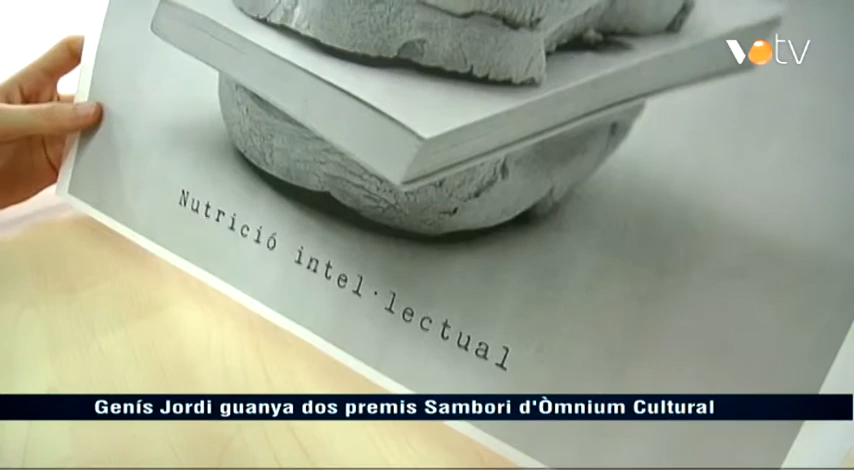 votv
Nutrició intel·lectual
Genís Jordi guanya dos premis Sambori d'Òmnium Cultural